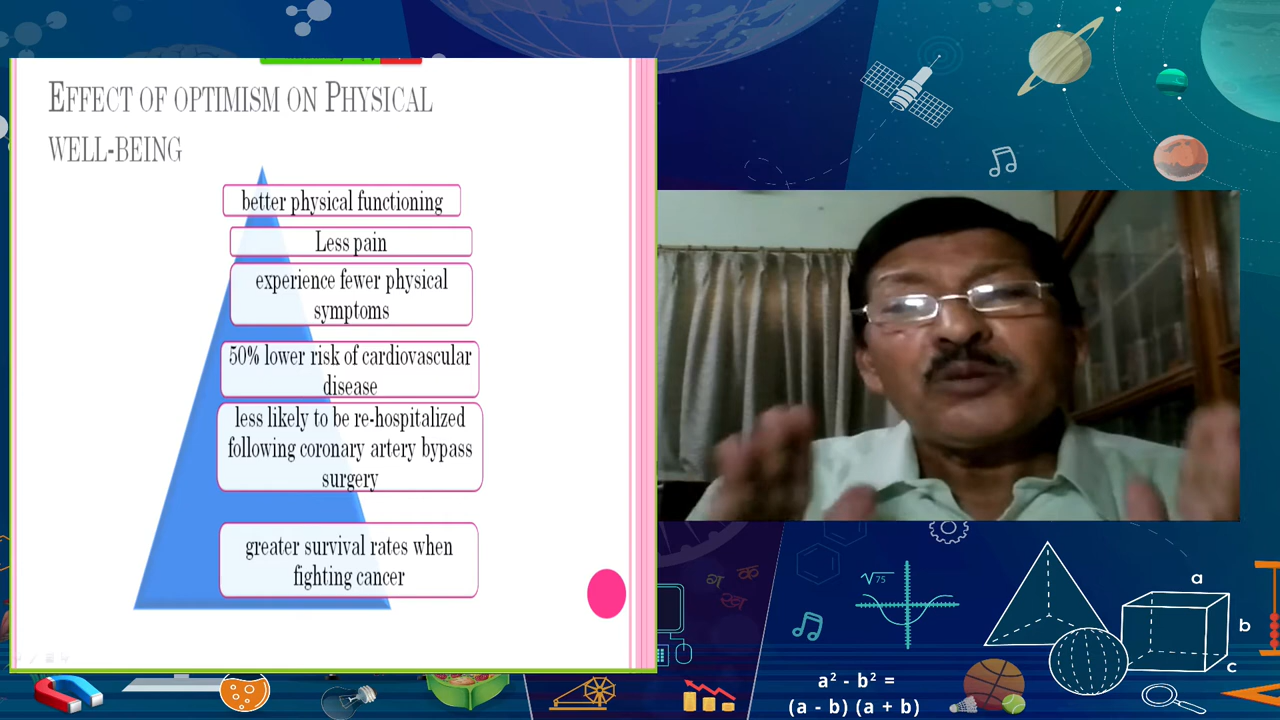 Effect of optimism on Physical
well-being
better physical functioning
Less pain
experience fewer physical
symptoms
50% lower risk of cardiovascular
disease
less likely to be re-hospitalized
following coronary artery bypass
surgery
greater survival rates when
fighting cancer
√75
ग क
ख
a
b
c
a² - b² =
(a - b) (a + b)